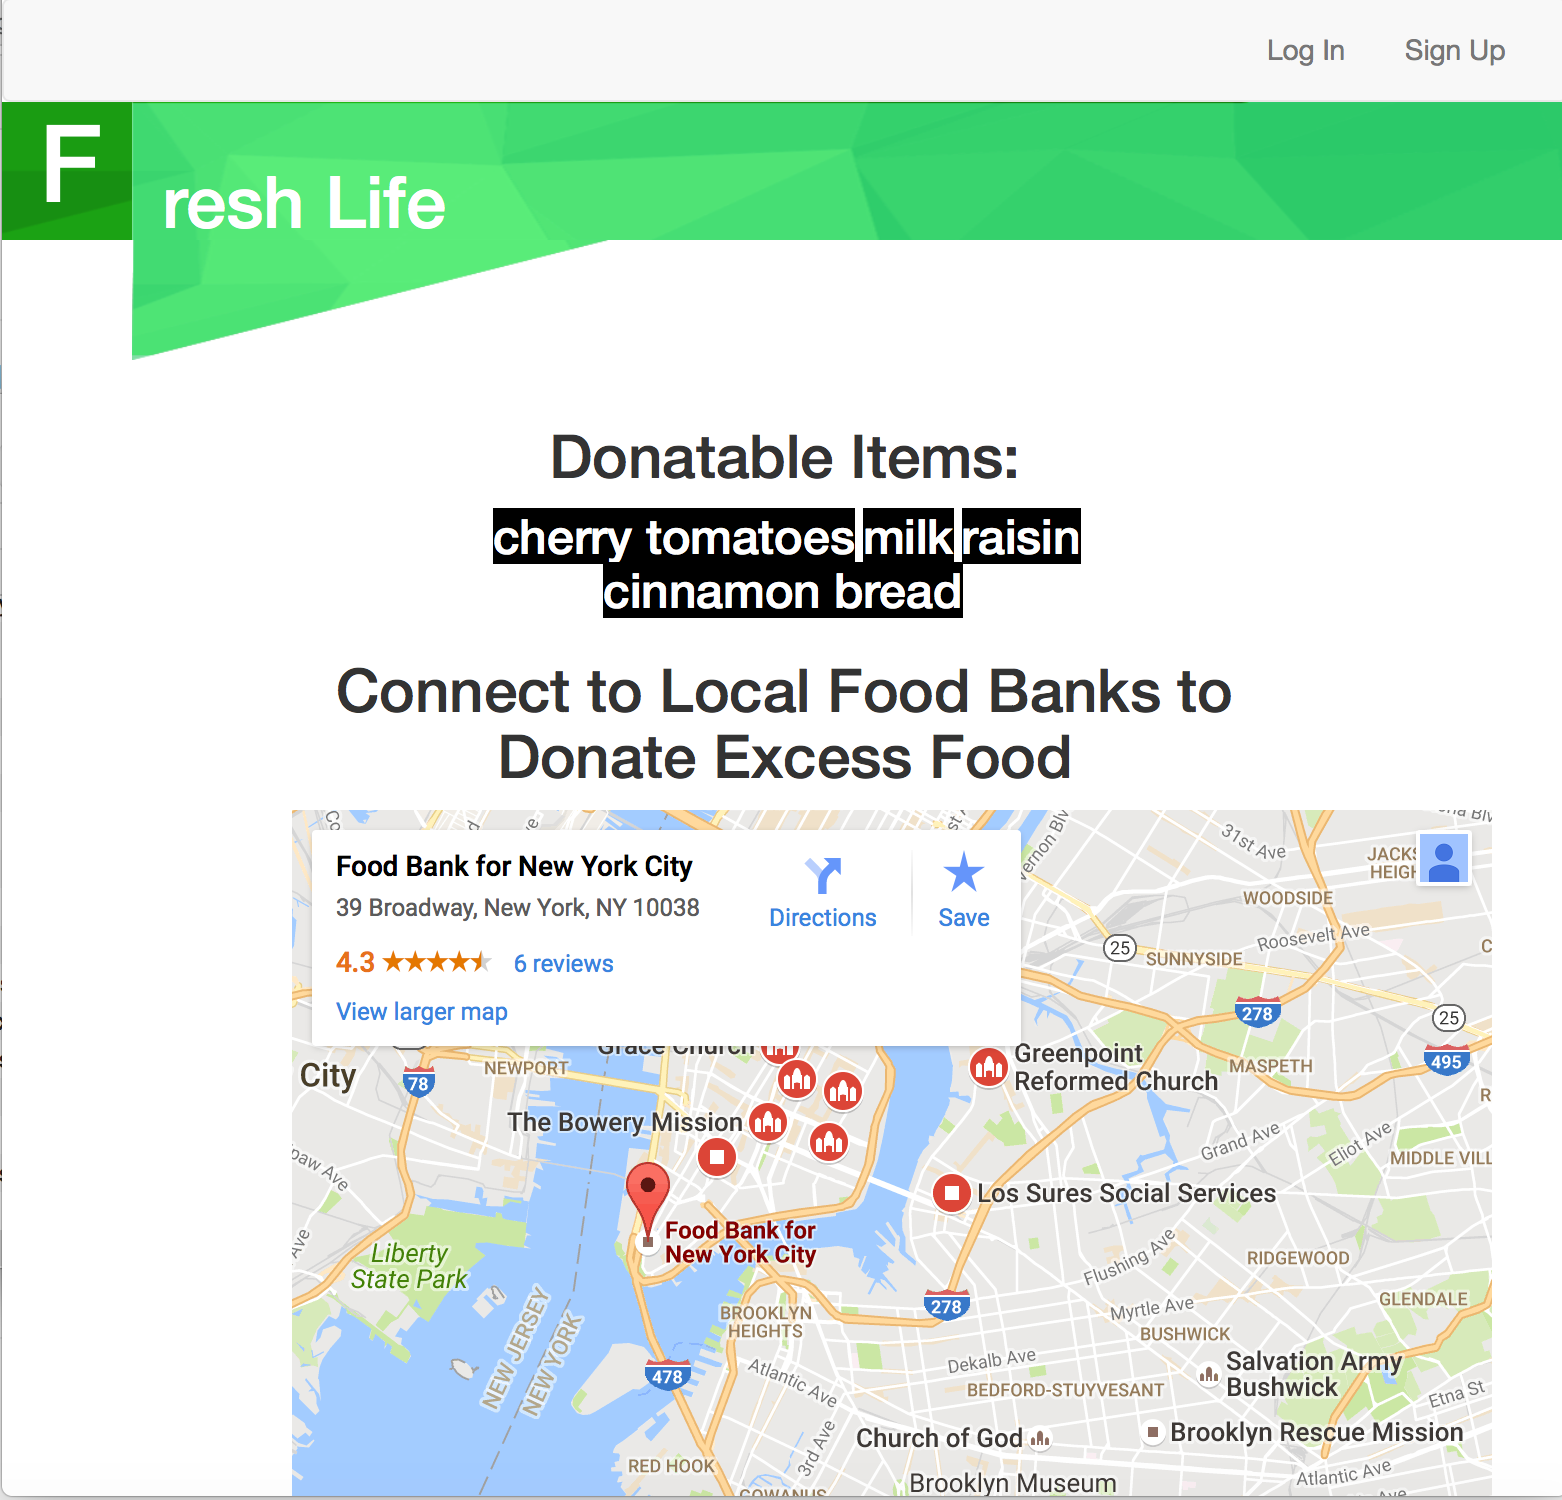 Log In Sign Up
Fresh Life
Donatable Items:
cherry tomatoes milk raisin
cinnamon bread
Connect to Local Food Banks to
Donate Excess Food
Food Bank for New York City
39 Broadway, New York, NY 10038
4.3 6 reviews
View larger map
Directions
Save
31st Ave
WOODSIDE
Roosevelt Ave
25
SUNNYSIDE
278
25
495
MASPETH
City
78
NEWPORT
Grace Church
Greenpoint
Reformed Church
The Bowery Mission
Grand Ave
Eliot Ave
MIDDLE VILL
Los Sures Social Services
Food Bank for
New York City
Liberty
State Park
Flushing Ave
RIDGEWOOD
278
GLENDALE
NEW JERSEY
NEW YORK
BROOKLYN
HEIGHTS
Myrtle Ave
BUSHWICK
478
Atlantic Ave
Dekalb Ave
BEDFORD-STUYVESANT
Salvation Army
Bushwick
Etna St
Church of God
Brooklyn Rescue Mission
3rd Ave
RED HOOK
Brooklyn Museum
Atlantic Ave
GOWANUS